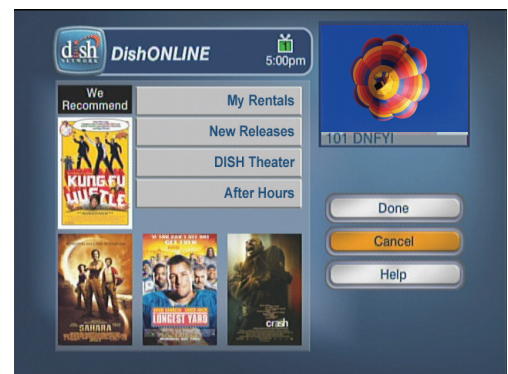 dish
NETWORK
DishONLINE
1
5:00pm
We
Recommend
My Rentals
New Releases
DISH Theater
After Hours
KUNG FU
HUSTLE
SAHARA
LONGEST YARD
crash
101 DNFYI
Done
Cancel
Help